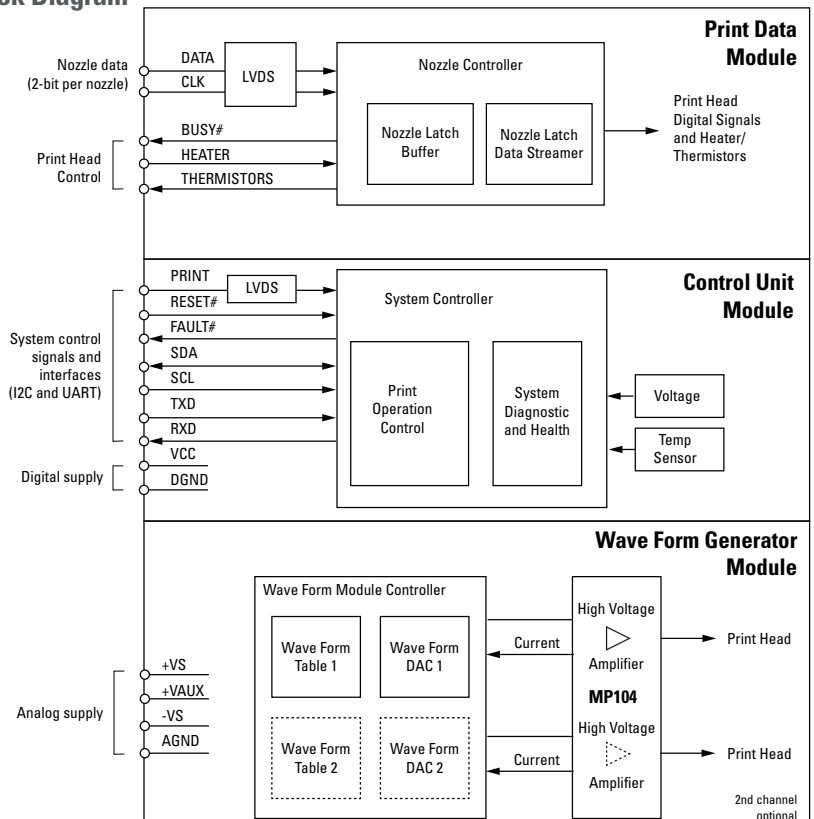 Diagram
Print Data
Module
Nozzle data
(2-bit per nozzle)
DATA
CLK
LVDS
Nozzle Controller
Nozzle Latch
Buffer
Nozzle Latch
Data Streamer
Print Head
Digital Signals
and Heater/
Thermistors
Print Head
Control
BUSY#
HEATER
THERMISTORS
Control Unit
Module
System control
signals and
interfaces
(I2C and UART)
PRINT
LVDS
RESET#
FAULT#
SDA
SCL
TXD
RXD
VCC
DGND
Digital supply
System Controller
Print
Operation
Control
System
Diagnostic
and Health
Voltage
Temp
Sensor
Wave Form Generator
Module
Analog supply
+VS
+VAUX
-VS
AGND
Wave Form Module Controller
Wave Form
Table 1
Wave Form
DAC 1
Wave Form
Table 2
Wave Form
DAC 2
Current
Current
High Voltage
Amplifier
MP104
High Voltage
Amplifier
Print Head
Print Head
2nd channel
optional